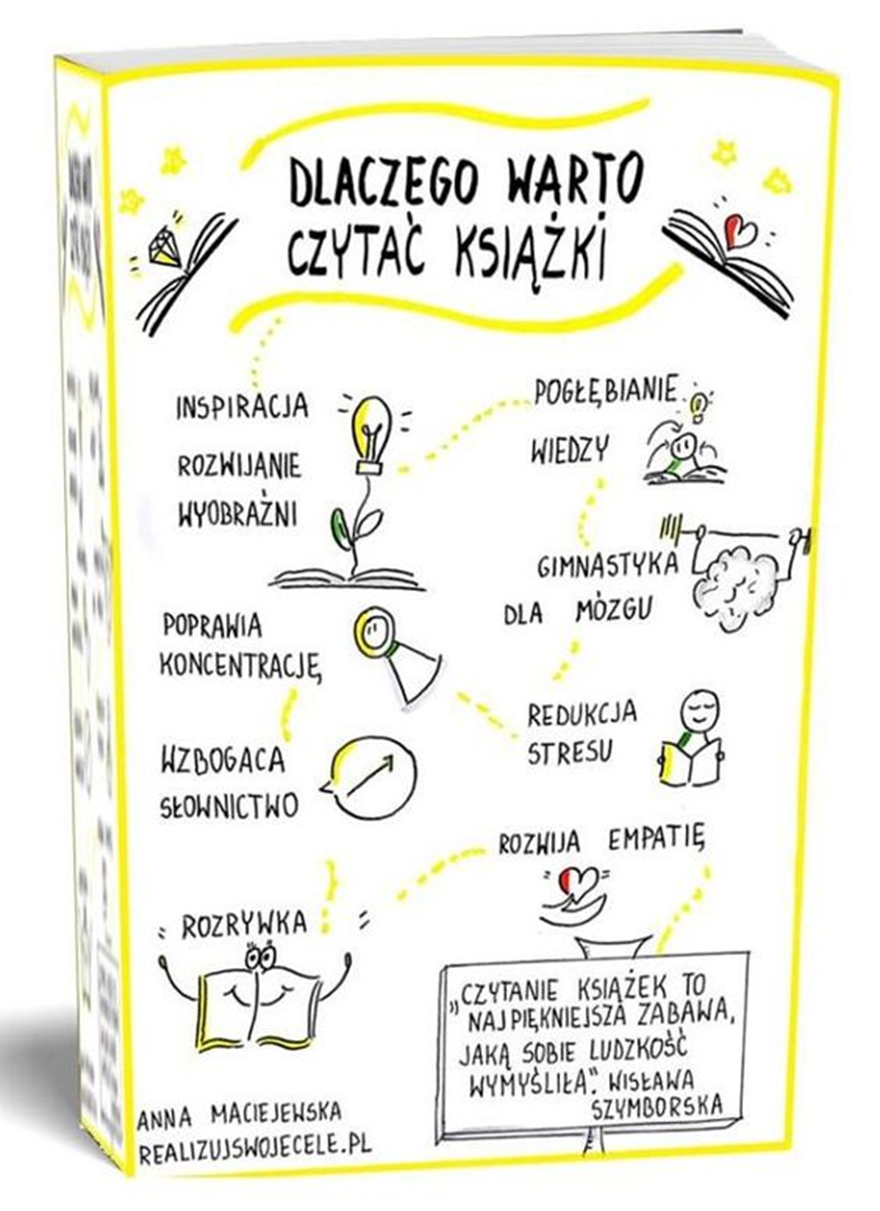 DLACZEGO WARTO
CZYTAĆ KSIĄŻKI
INSPIRACJA
ROZWIJANIE
WYOBRAŹNI
POGŁĘBIANIE
WIEDZY
GIMNASTYKA
DLA MÓZGU
POPRAWIA
KONCENTRACJĘ
REDUKCJA
STRESU
WZBOGACA
SŁOWNICTWO
ROZWIJA EMPATIĘ
ROZRYWKA
„CZYTANIE KSIĄŻEK TO
NAJPIĘKNIEJSZA ZABAWA,
JAKĄ SOBIE LUDZKOŚĆ
WYMYŚLIŁA”. WISŁAWA
SZYMBORSKA
ANNA MACIEJEWSKA
REALIZUJSWOJECELE.PL